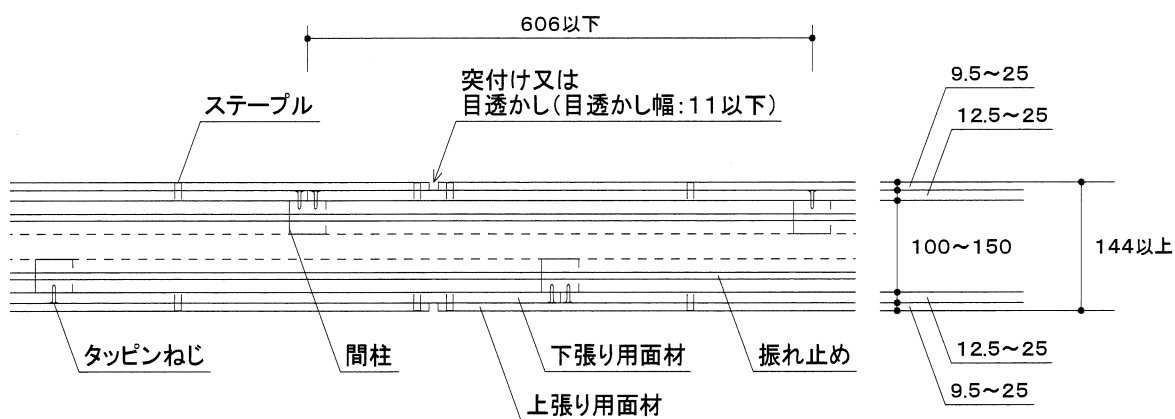 606以下
突付け又は
目透かし(目透かし幅:11以下)
ステープル
9.5~25
12.5~25
100~150
144以上
タッピンねじ
間柱
下張り用面材
振れ止め
12.5~25
上張り用面材
9.5~25